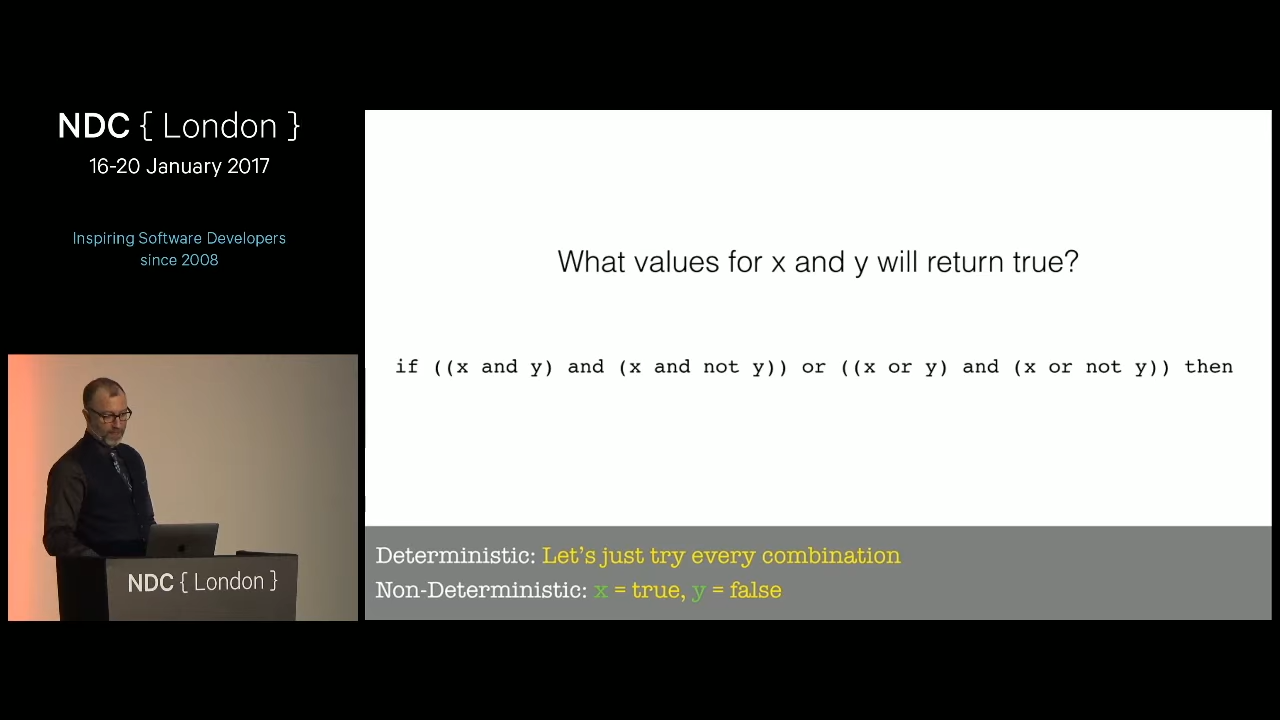 NDC { London }
16-20 January 2017
Inspiring Software Developers
since 2008
What values for x and y will return true?
if ((x and y) and (x and not y)) or ((x or y) and (x or not y)) then
Deterministic: Let's just try every combination
Non-Deterministic: x = true, y = false
NDC { London }